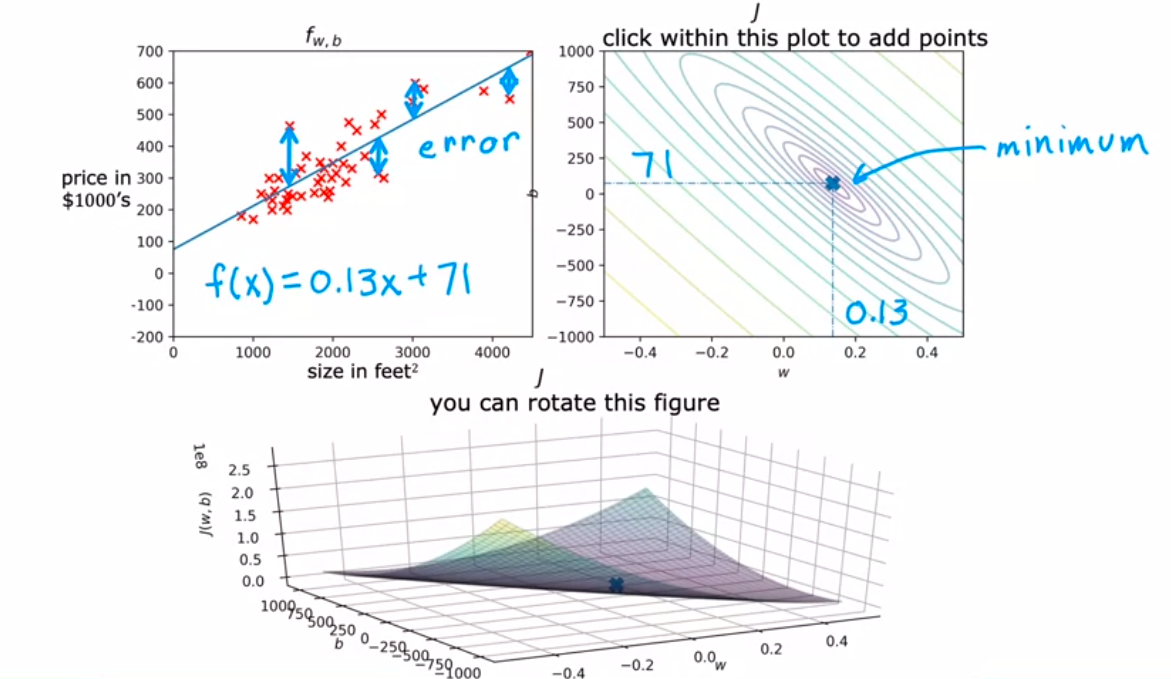 J
f_{w,b}
click within this plot to add points
700
600
500
400
300
200
100
0
-100
-200
price in
$1000's
0 1000 2000 3000 4000
size in feet²
error
f(x)=0.13x+71
1000
750
500
250
0
−250
−500
−750
−1000
b
71
0.13
minimum
−0.4 −0.2 0.0 0.2 0.4
w
J
you can rotate this figure
1e8
J(w, b)
2.5
2.0
1.5
1.0
0.5
0.0
1000 750 500 250 0 −250 −500 −750 −1000
b
−0.4 −0.2 0.0 0.2 0.4
w